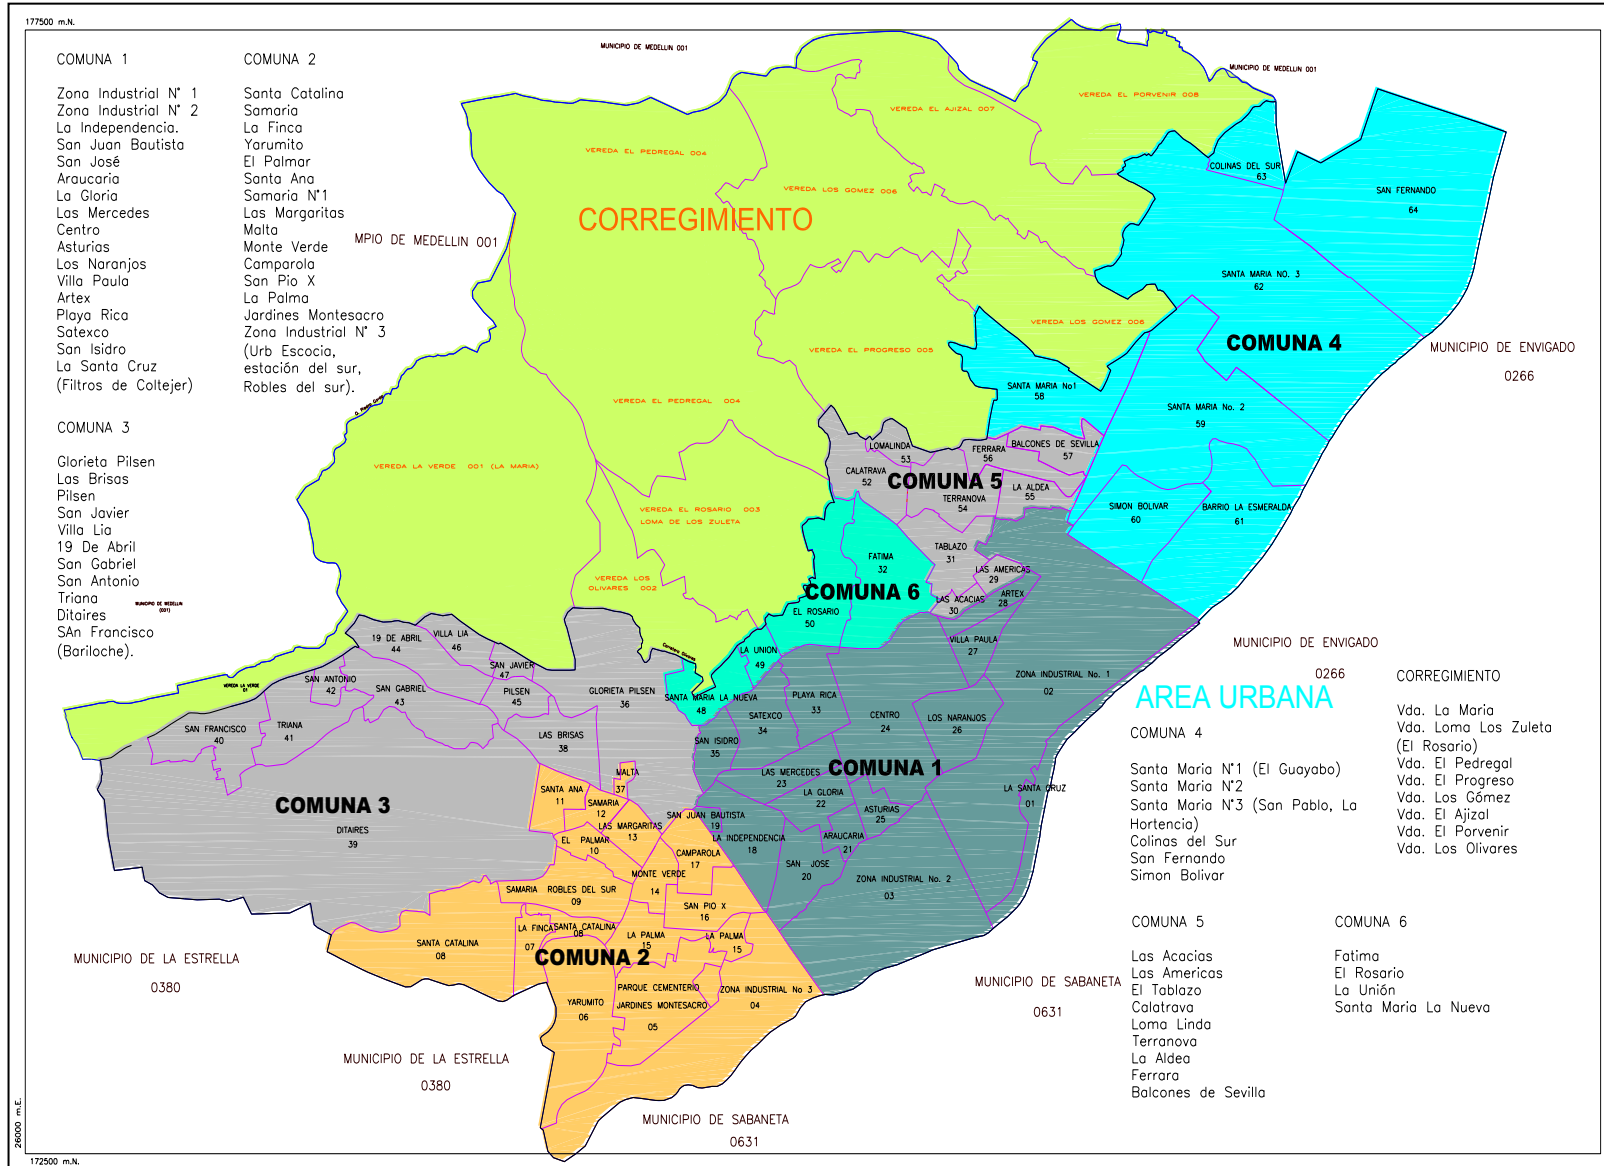 177500 m.N.
COMUNA 1
Zona Industrial N° 1
Zona Industrial N° 2
La Independencia.
San Juan Bautista
San José
Araucaria
La Gloria
Las Mercedes
Centro
Asturias
Los Naranjos
Villa Paula
Artex
Playa Rica
Satexco
San Isidro
La Santa Cruz
(Filtros de Coltejer)
COMUNA 2
Santa Catalina
Samaria
La Finca
Yarumito
El Palmar
Santa Ana
Samaria N°1
Las Margaritas
Malta
Monte Verde
Camparola
San Pio X
La Palma
Jardines Montesacro
Zona Industrial N° 3
(Urb Escocia,
estación del sur,
Robles del sur).
COMUNA 3
Glorieta Pilsen
Las Brisas
Pilsen
San Javier
Villa Lia
19 De Abril
San Gabriel
San Antonio
Triana
Ditaires
SAn Francisco
(Bariloche).
MUNICIPIO DE MEDELLIN 001
MUNICIPIO DE MEDELLIN 001
MPIO DE MEDELLIN 001
MUNICIPIO DE MEDELLIN
(001)
VEREDA EL PORVENIR 008
VEREDA EL AJIZAL 007
VEREDA EL PEDREGAL 004
VEREDA LOS GOMEZ 006
CORREGIMIENTO
VEREDA LOS GOMEZ 006
VEREDA EL PROGRESO 005
VEREDA EL PEDREGAL 004
VEREDA LA VERDE 001 (LA MARIA)
VEREDA EL ROSARIO 003
LOMA DE LOS ZULETA
VEREDA LOS
OLIVARES 002
VEREDA LA VERDE
01
COLINAS DEL SUR
63
SAN FERNANDO
64
SANTA MARIA NO. 3
62
COMUNA 4
SANTA MARIA No1
58
SANTA MARIA No. 2
59
SIMON BOLIVAR
60
BARRIO LA ESMERALDA
61
MUNICIPIO DE ENVIGADO
0266
LOMALINDA
53
FERRARA
56
BALCONES DE SEVILLA
57
CALATRAVA
52
COMUNA 5
TERRANOVA
54
LA ALDEA
55
TABLAZO
31
LAS AMERICAS
29
LAS ACACIAS
30
FATIMA
32
COMUNA 6
EL ROSARIO
50
LA UNION
49
SANTA MARIA LA NUEVA
48
ARTEX
28
VILLA PAULA
27
ZONA INDUSTRIAL No. 1
02
PLAYA RICA
33
SATEXCO
34
SAN ISIDRO
35
CENTRO
24
LOS NARANJOS
26
COMUNA 1
LAS MERCEDES
23
LA GLORIA
22
ASTURIAS
25
LA SANTA CRUZ
01
SAN JUAN BAUTISTA
19
LA INDEPENDENCIA
18
ARAUCARIA
21
SAN JOSE
20
ZONA INDUSTRIAL No. 2
03
19 DE ABRIL
44
VILLA LIA
46
SAN JAVIER
47
SAN ANTONIO
42
SAN GABRIEL
43
PILSEN
45
GLORIETA PILSEN
36
SAN FRANCISCO
40
TRIANA
41
LAS BRISAS
38
COMUNA 3
DITAIRES
39
MALTA
37
SANTA ANA
11
SAMARIA
12
LAS MARGARITAS
13
EL PALMAR
10
CAMPAROLA
17
MONTE VERDE
14
SAMARIA ROBLES DEL SUR
09
SAN PIO X
16
LA FINCA
07
SANTA CATALINA
08
SANTA CATALINA
08
LA PALMA
15
LA PALMA
15
COMUNA 2
YARUMITO
06
PARQUE CEMENTERIO
JARDINES MONTESACRO
05
ZONA INDUSTRIAL No 3
04
MUNICIPIO DE LA ESTRELLA
0380
MUNICIPIO DE LA ESTRELLA
0380
MUNICIPIO DE SABANETA
0631
MUNICIPIO DE SABANETA
0631
MUNICIPIO DE ENVIGADO
0266
AREA URBANA
COMUNA 4
Santa Maria N°1 (El Guayabo)
Santa Maria N°2
Santa Maria N°3 (San Pablo, La
Hortencia)
Colinas del Sur
San Fernando
Simon Bolivar
CORREGIMIENTO
Vda. La Maria
Vda. Loma Los Zuleta
(El Rosario)
Vda. El Pedregal
Vda. El Progreso
Vda. Los Gómez
Vda. El Ajizal
Vda. El Porvenir
Vda. Los Olivares
COMUNA 5
Las Acacias
Las Americas
El Tablazo
Calatrava
Loma Linda
Terranova
La Aldea
Ferrara
Balcones de Sevilla
COMUNA 6
Fatima
El Rosario
La Unión
Santa Maria La Nueva
26000 m.E.
172500 m.N.